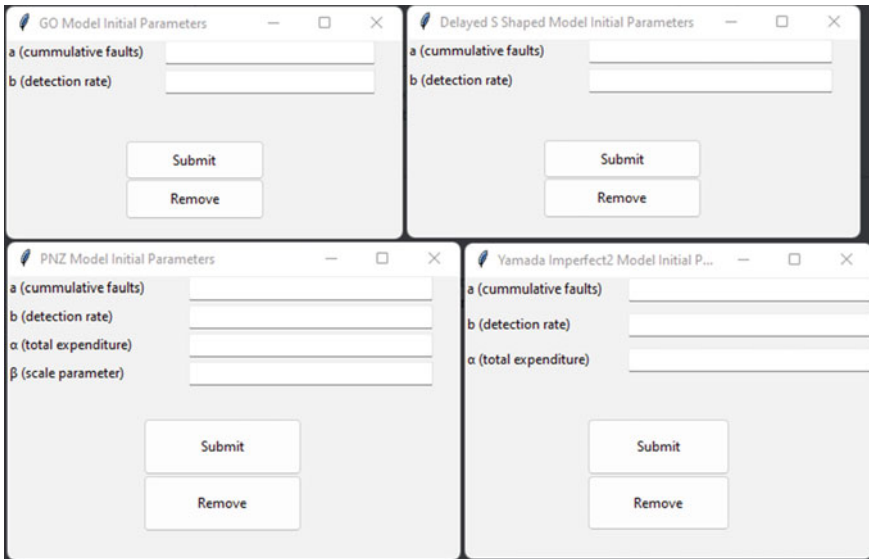 GO Model Initial Parameters
a (cummulative faults)
b (detection rate)
Submit
Remove
Delayed S Shaped Model Initial Parameters
a (cummulative faults)
b (detection rate)
Submit
Remove
PNZ Model Initial Parameters
a (cummulative faults)
b (detection rate)
α (total expenditure)
β (scale parameter)
Submit
Remove
Yamada Imperfect2 Model Initial P...
a (cummulative faults)
b (detection rate)
α (total expenditure)
Submit
Remove